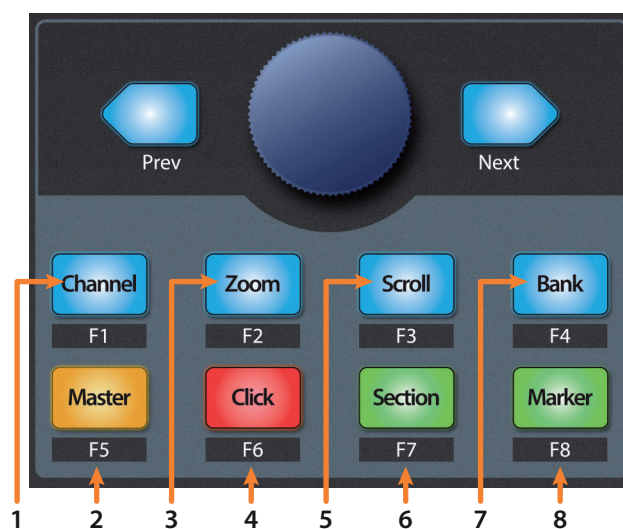 Prev Next
Channel Zoom Scroll Bank
F1 F2 F3 F4
Master Click Section Marker
F5 F6 F7 F8
1 2 3 4 5 6 7 8